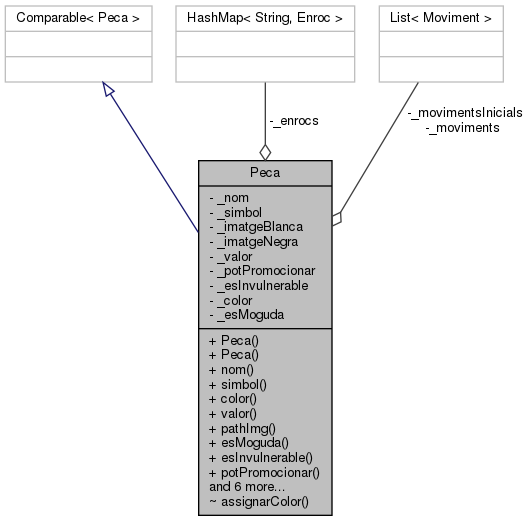 Comparable< Peca >
HashMap< String, Enroc >
List< Moviment >
-_enrocs
-_movimentsInicials
-_moviments
Peca
- _nom
- _simbol
- _imatgeBlanca
- _imatgeNegra
- _valor
- _potPromocionar
- _esInvulnerable
- _color
- _esMoguda
+ Peca()
+ Peca()
+ nom()
+ simbol()
+ color()
+ valor()
+ pathImg()
+ esMoguda()
+ esInvulnerable()
+ potPromocionar()
and 6 more...
~ assignarColor()